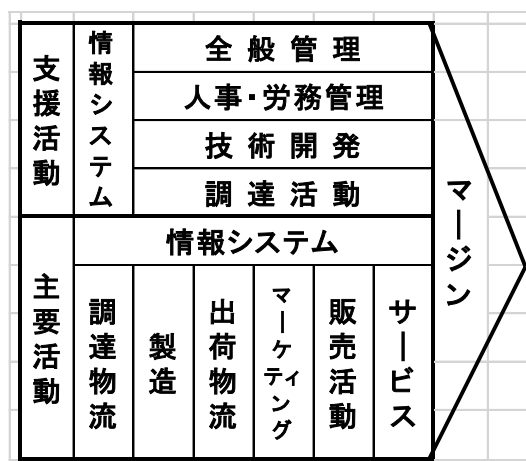 支援活動
情報システム
全般管理
人事・労務管理
技術開発
調達活動
マージン
主要活動
情報システム
調達物流
製造
出荷物流
マーケティング
販売活動
サービス